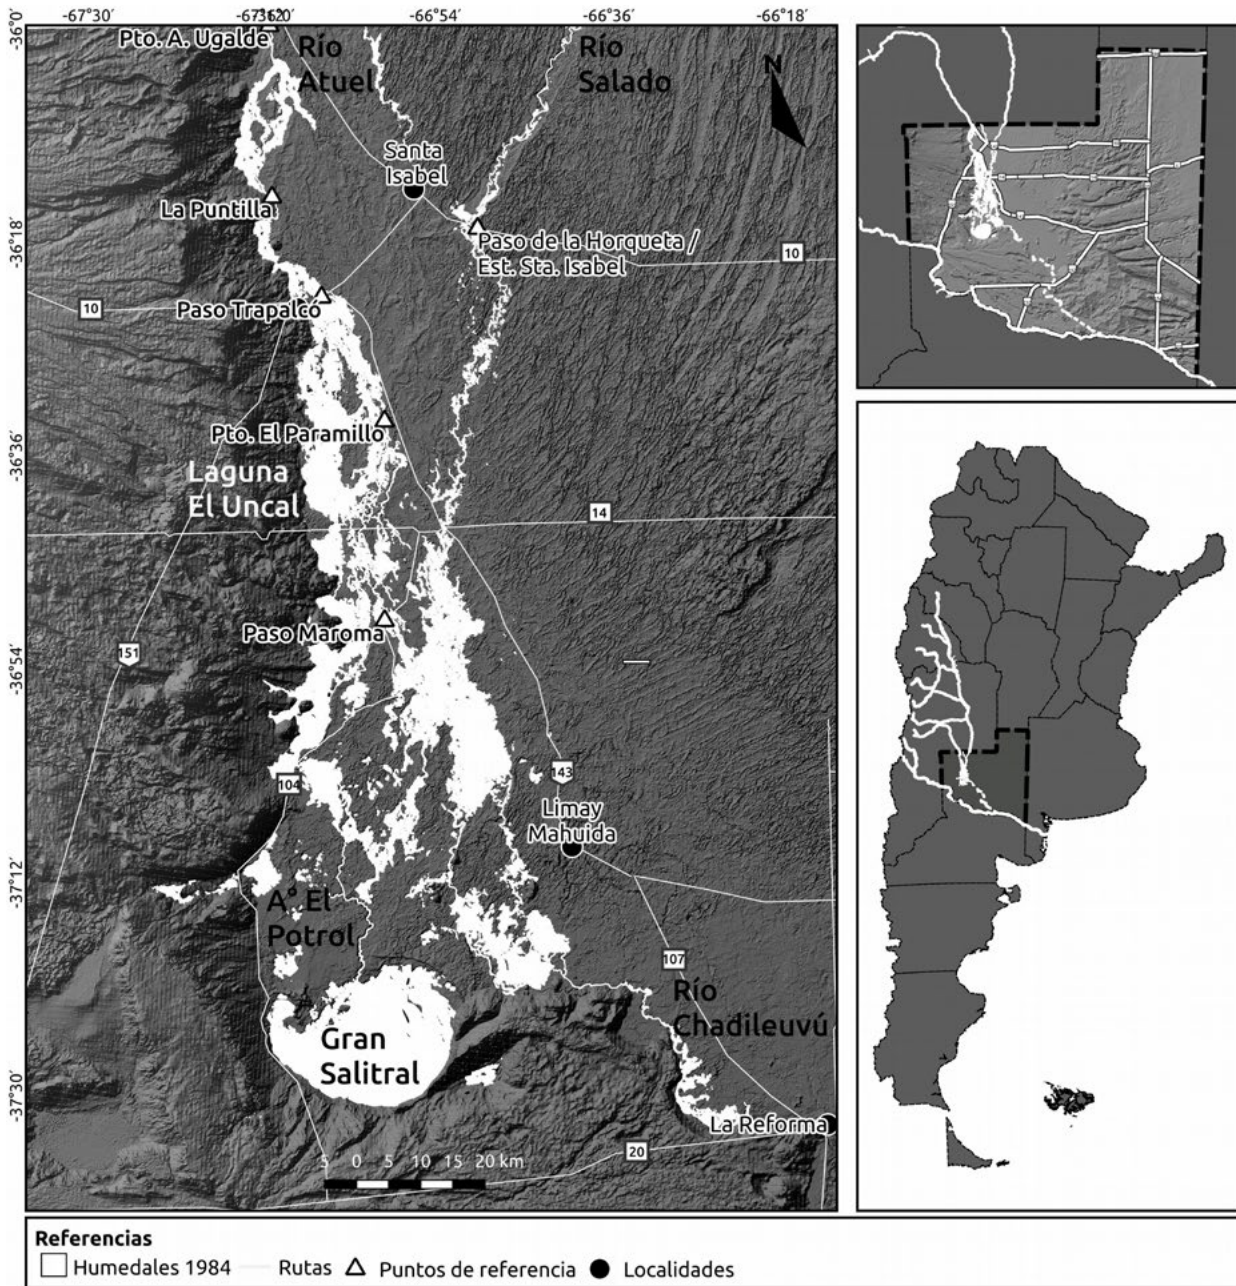 -67°30´
-67°12´0
-66°54´
-66°36´
-66°18´
-36°0´
-36°18´
-36°36´
-36°54´
-37°12´
-37°30´
Pto. A. Ugalde
Río
Atuel
Río
Salado
N
Santa
Isabel
La Puntilla
Paso de la Horqueta /
Est. Sta. Isabel
10
10
Paso Trapalcó
Pto. El Paramillo
Laguna
El Uncal
14
Paso Maroma
151
104
143
Limay
Mahuida
A° El
Potrol
107
Río
Chadileuvú
Gran
Salitral
La Reforma
20
5 0 5 10 15 20 km
Referencias
Humedales 1984 Rutas Puntos de referencia Localidades